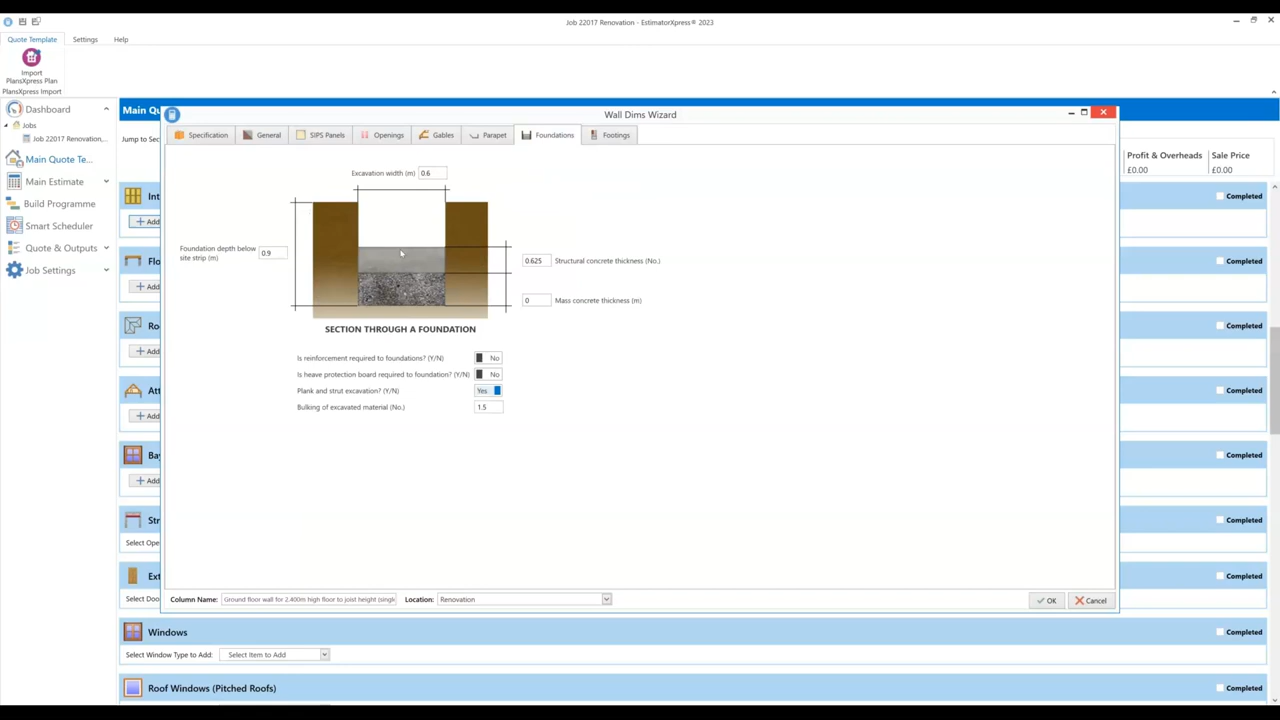 Job 22017 Renovation - EstimatorXpress® 2023
Quote Template
Settings
Help
Import
PlansXpress Plan
PlansXpress Import
Dashboard
Jobs
Job 22017 Renovation,...
Main Quote Te...
Main Estimate
Build Programme
Smart Scheduler
Quote & Outputs
Job Settings
Main Qu
Jump to Sec
Wall Dims Wizard
Specification
General
SIPS Panels
Openings
Gables
Parapet
Foundations
Footings
Profit & Overheads
Sale Price
£0.00
£0.00
Excavation width (m) 0.6
Foundation depth below
site strip (m)
0.9
0.625 Structural concrete thickness (No.)
0 Mass concrete thickness (m)
SECTION THROUGH A FOUNDATION
Is reinforcement required to foundations? (Y/N) No
Is heave protection board required to foundation? (Y/N) No
Plank and strut excavation? (Y/N) Yes
Bulking of excavated material (No.) 1.5
Int
Completed
Add
Flo
Completed
Add
Ro
Completed
Add
Att
Completed
Add
Bay
Completed
Add
Str
Completed
Select Ope
Ext
Completed
Select Doo
Column Name: Ground floor wall for 2.400m high floor to joist height (singl
Location: Renovation
OK
Cancel
Windows
Completed
Select Window Type to Add: Select Item to Add
Roof Windows (Pitched Roofs)
Completed